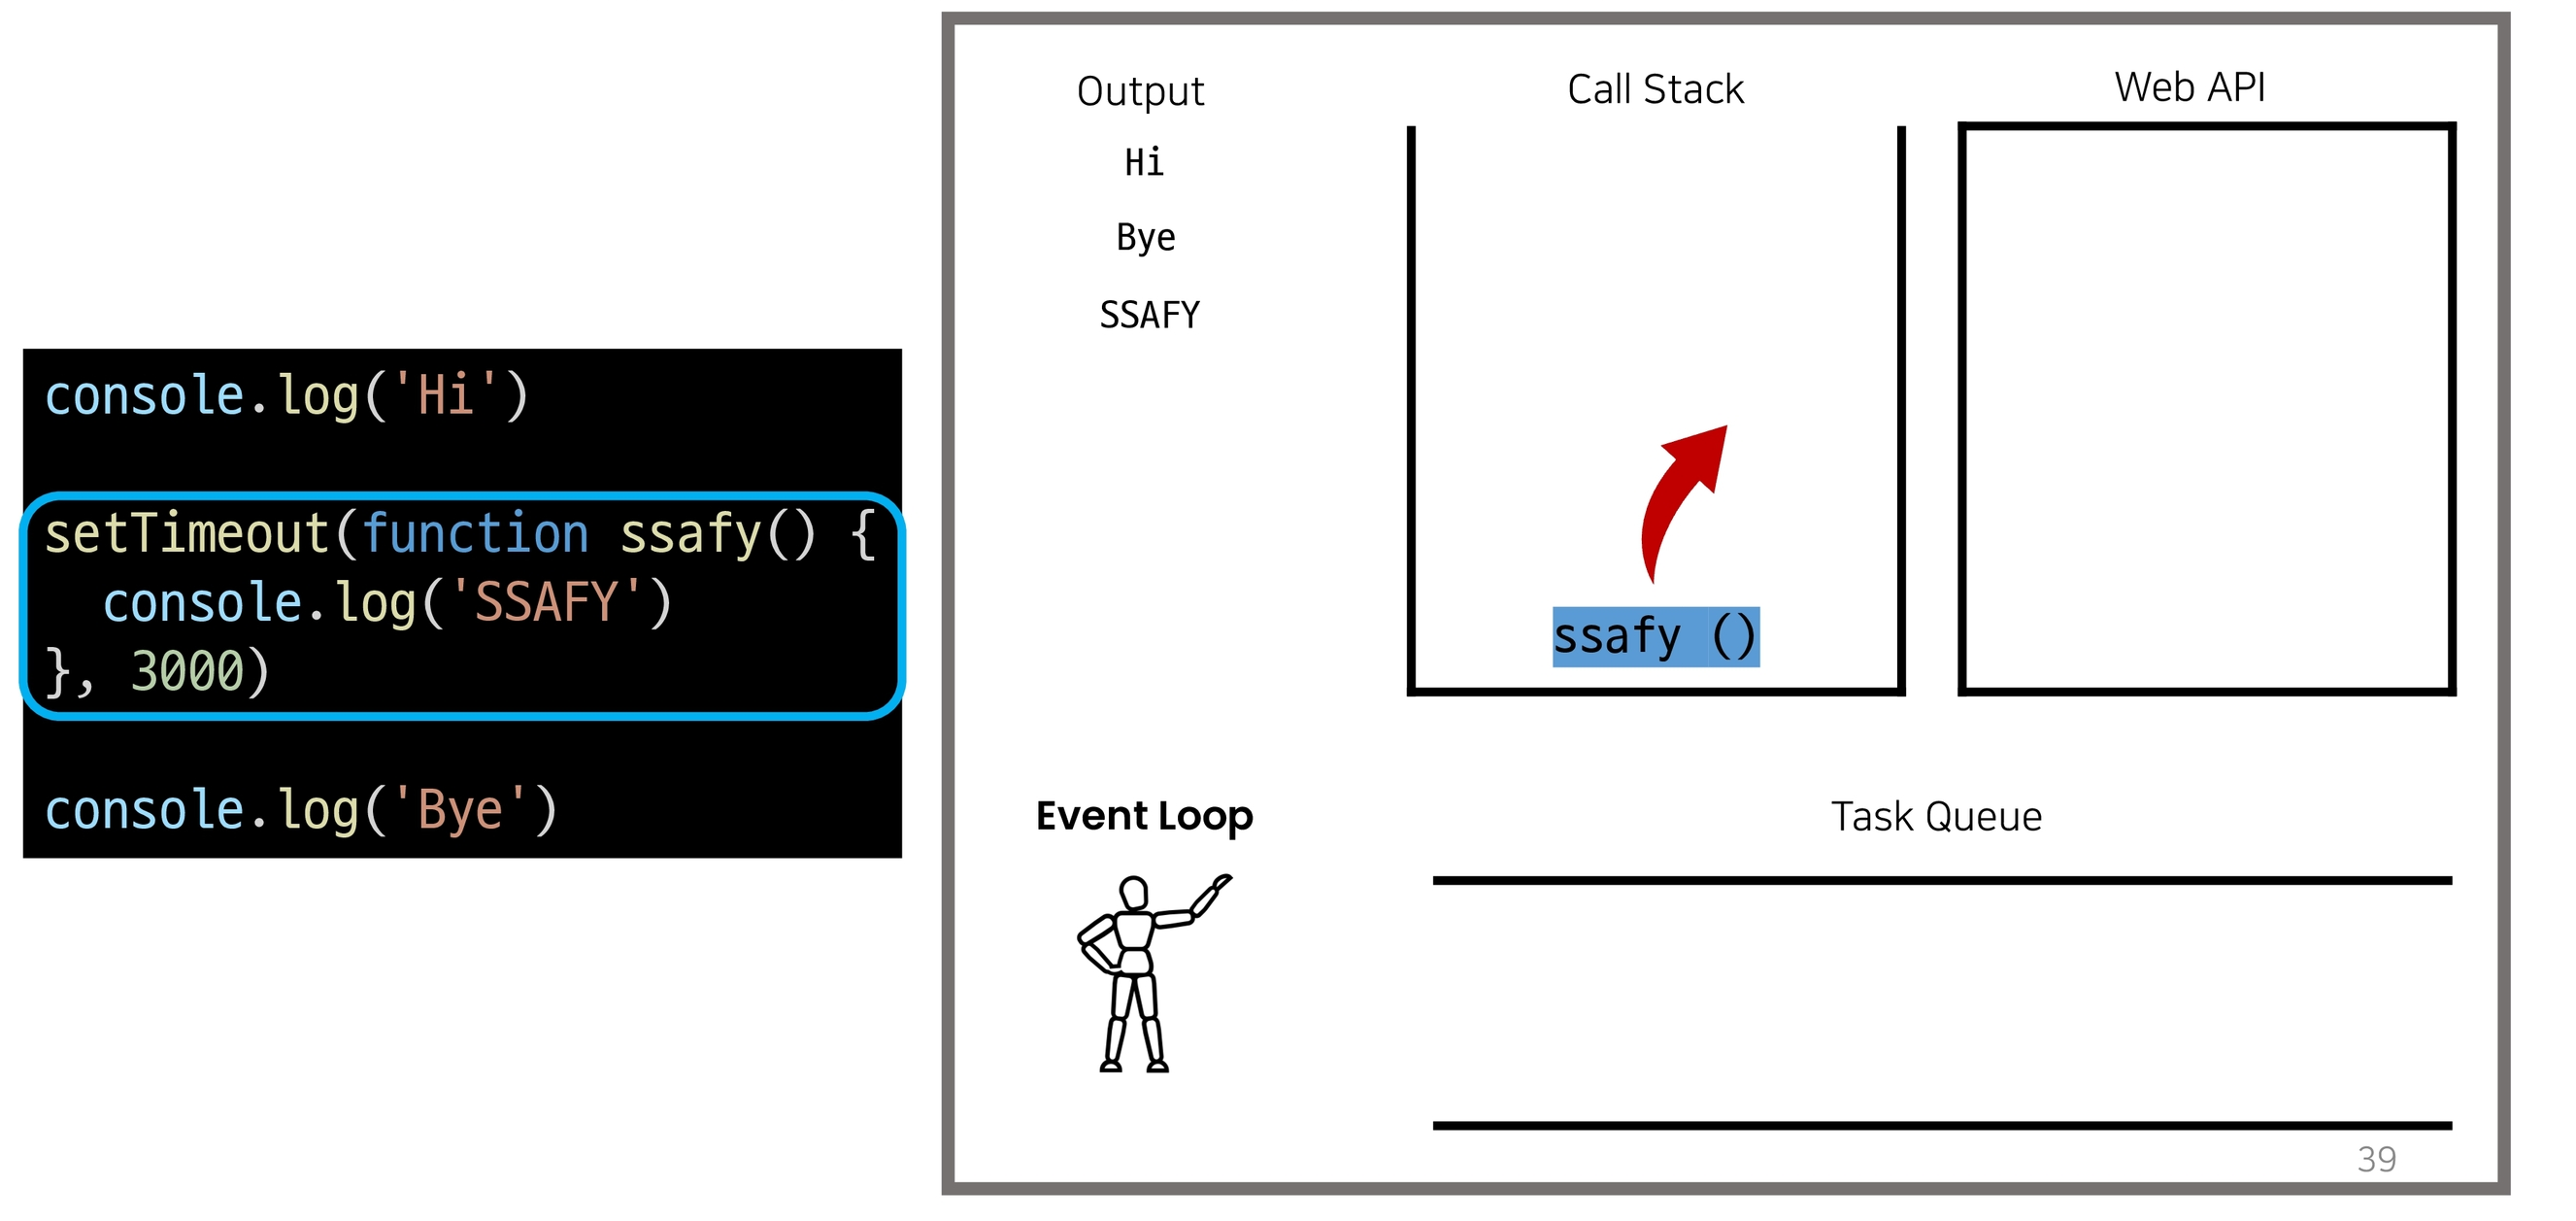 console.log('Hi')
setTimeout(function ssafy() {
  console.log('SSAFY')
}, 3000)
console.log('Bye')
Output
Hi
Bye
SSAFY
Call Stack
ssafy ()
Web API
Event Loop
Task Queue
39